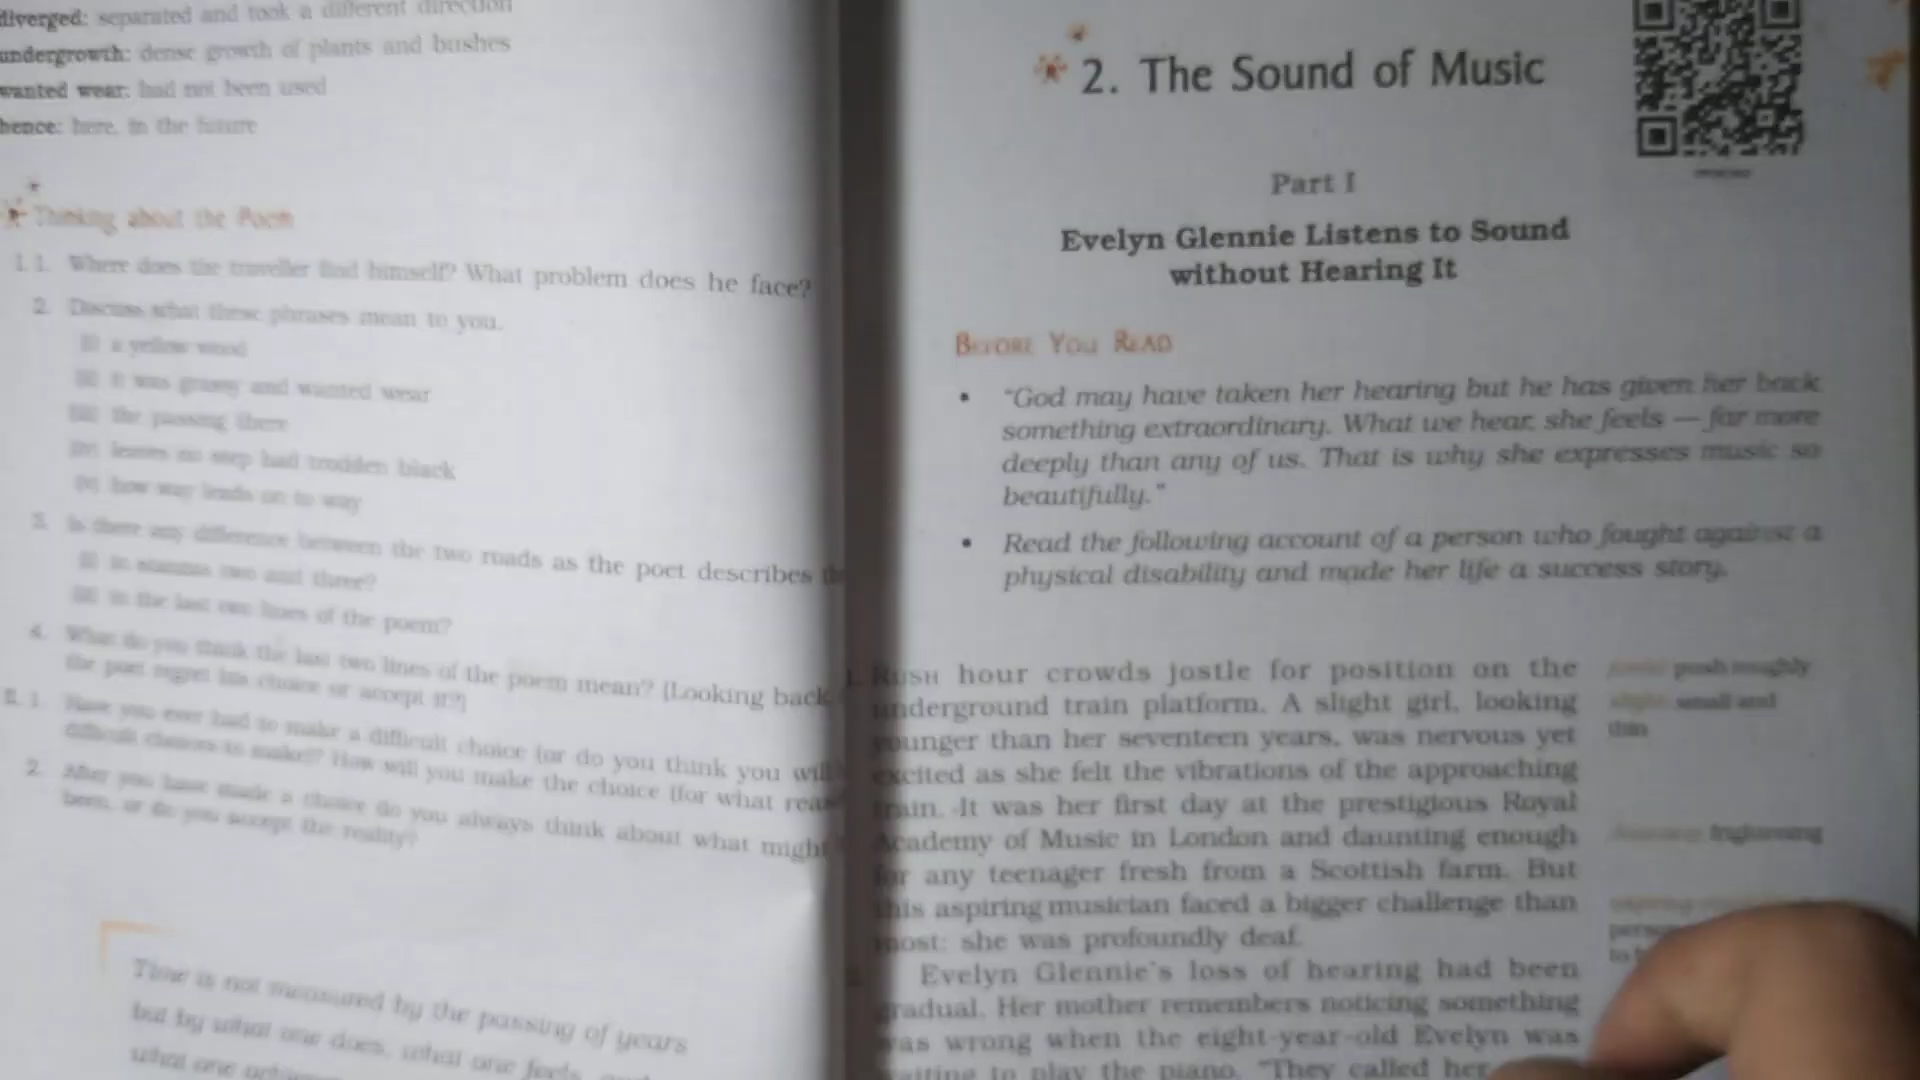 diverged: separated and took a different direction
undergrowth: dense growth of plants and bushes
wanted wear: had not been used
hence: here, in the future
Thinking about the Poem
I. 1. Where does the traveller find himself? What problem does he face?
2. Discuss what these phrases mean to you.
(i) a yellow wood
(ii) it was grassy and wanted wear
(iii) the passing there
(iv) leaves no step had trodden black
(v) how way leads on to way
3. Is there any difference between the two roads as the poet describes
(i) in stanzas two and three?
(ii) in the last two lines of the poem?
4. What do you think the last two lines of the poem mean? (Looking back
the poet regret his choice or accept it?)
II. 1. Have you ever had to make a difficult choice (or do you think you will
difficult choices to make)? How will you make the choice (for what
2. After you have made a choice do you always think about what might
been, or do you accept the reality?
Time is not measured by the passing of years
but by what one does, what one feels,
what one
2. The Sound of Music
Part I
Evelyn Glennie Listens to Sound
without Hearing It
BEFORE YOU READ
• "God may have taken her hearing but he has given her back
something extraordinary. What we hear, she feels — far more
deeply than any of us. That is why she expresses music so
beautifully."
• Read the following account of a person who fought against a
physical disability and made her life a success story.
1. RUSH hour crowds jostle for position on the
underground train platform. A slight girl, looking
younger than her seventeen years, was nervous yet
excited as she felt the vibrations of the approaching
train. It was her first day at the prestigious Royal
Academy of Music in London and daunting enough
for any teenager fresh from a Scottish farm. But
this aspiring musician faced a bigger challenge than
most: she was profoundly deaf.
Evelyn Glennie's loss of hearing had been
gradual. Her mother remembers noticing something
was wrong when the eight-year-old Evelyn was
waiting to play the piano. "They called her
jostle: push roughly
slight: small and
thin
daunting: frightening